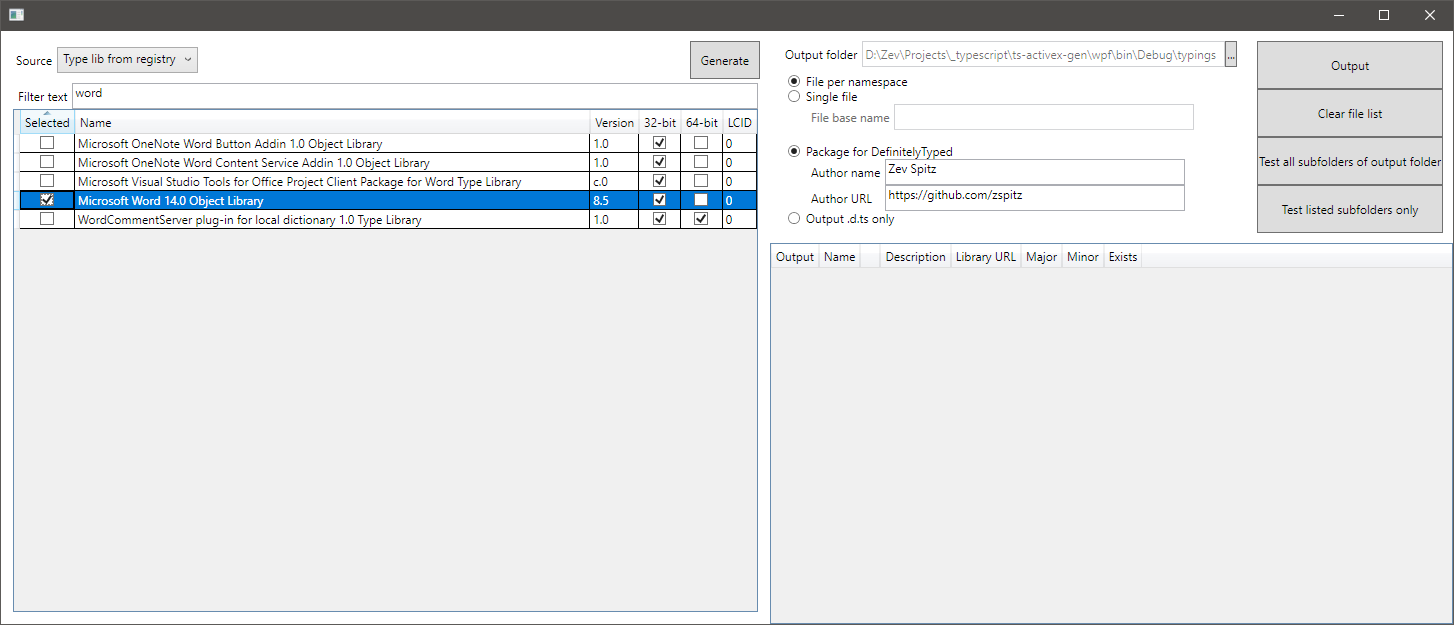 Source Type lib from registry Generate
Filter text word
Selected Name Version 32-bit 64-bit LCID
Microsoft OneNote Word Button Addin 1.0 Object Library 1.0 0
Microsoft OneNote Word Content Service Addin 1.0 Object Library 1.0 0
Microsoft Visual Studio Tools for Office Project Client Package for Word Type Library c.0 0
Microsoft Word 14.0 Object Library 8.5 0
WordCommentServer plug-in for local dictionary 1.0 Type Library 1.0 0
Output folder D:\Zev\Projects\_typescript\ts-activex-gen\wpf\bin\Debug\typings ...
File per namespace
Single file
File base name
Package for DefinitelyTyped
Author name Zev Spitz
Author URL https://github.com/zspitz
Output .d.ts only
Output
Clear file list
Test all subfolders of output folder
Test listed subfolders only
Output Name Description Library URL Major Minor Exists